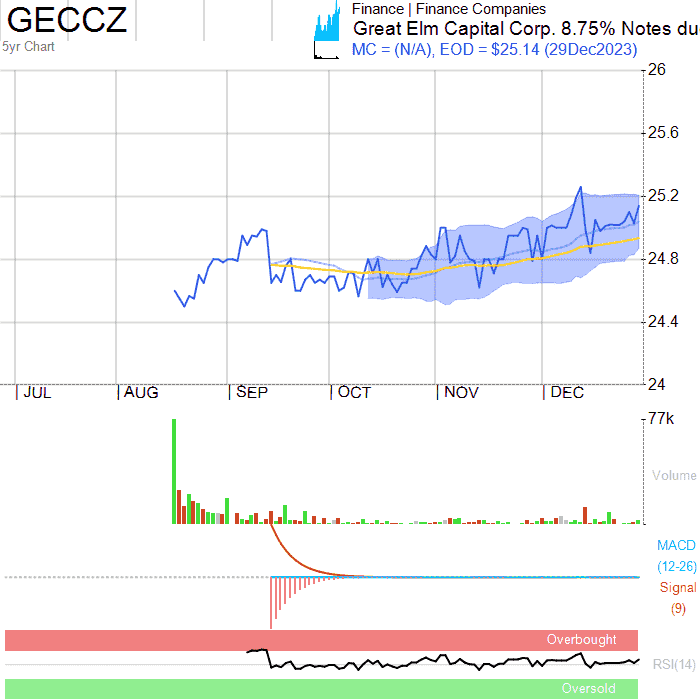 GECCZ
5yr Chart
Finance | Finance Companies
Great Elm Capital Corp. 8.75% Notes du
MC = (N/A), EOD = $25.14 (29Dec2023)
26
25.6
25.2
24.8
24.4
24
JUL AUG SEP OCT NOV DEC
77k
Volume
MACD
(12-26)
Signal
(9)
Overbought
RSI(14)
Oversold